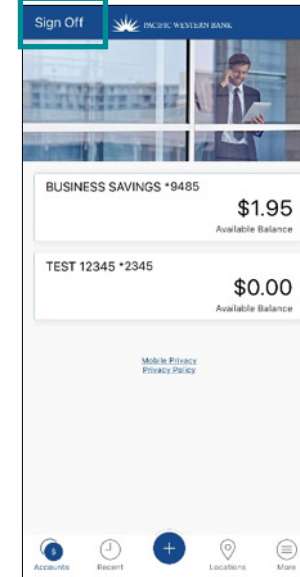 Sign Off
PACIFIC WESTERN BANK
BUSINESS SAVINGS *9485
$1.95
Available Balance
TEST 12345 *2345
$0.00
Available Balance
Mobile Privacy
Privacy Policy
Accounts
Recent
Locations
More